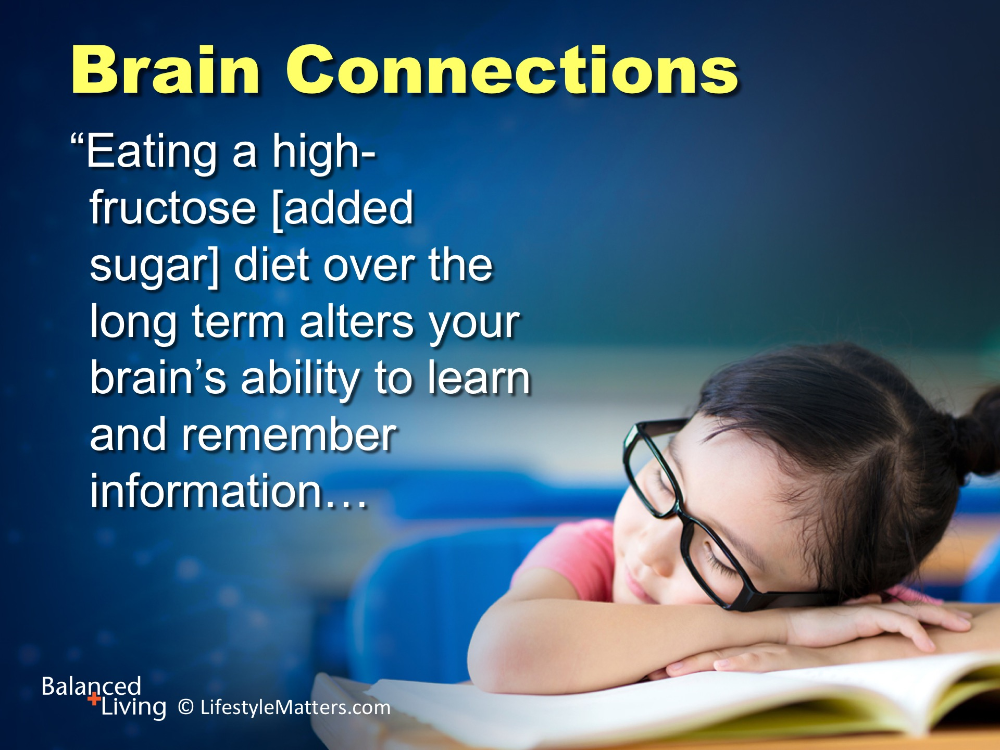 Brain Connections
“Eating a high-
fructose [added
sugar] diet over the
long term alters your
brain’s ability to learn
and remember
information…
Balanced
+Living © LifestyleMatters.com